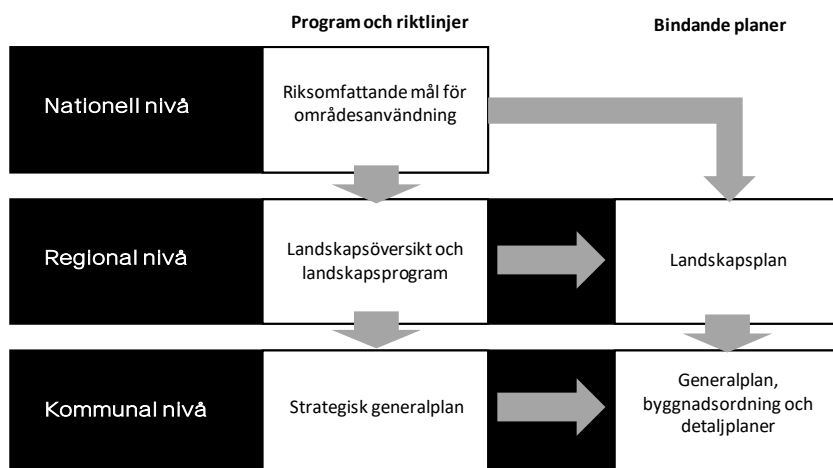 Program och riktlinjer
Bindande planer
Nationell nivå
Riksomfattande mål för
områdesanvändning
Regional nivå
Landskapsöversikt och
landskapsprogram
Landskapsplan
Kommunal nivå
Strategisk generalplan
Generalplan,
byggnadsordning och
detaljplaner